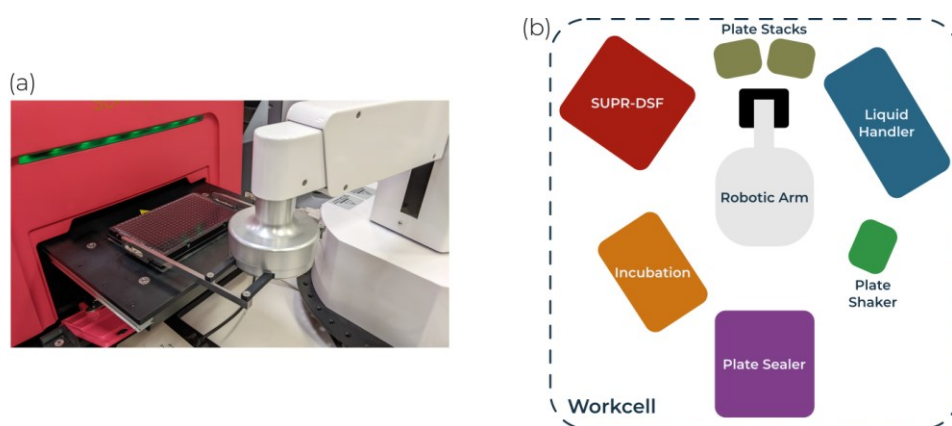 (a)
(b)
Plate Stacks
SUPR-DSF
Liquid
Handler
Robotic Arm
Incubation
Plate
Shaker
Plate Sealer
Workcell